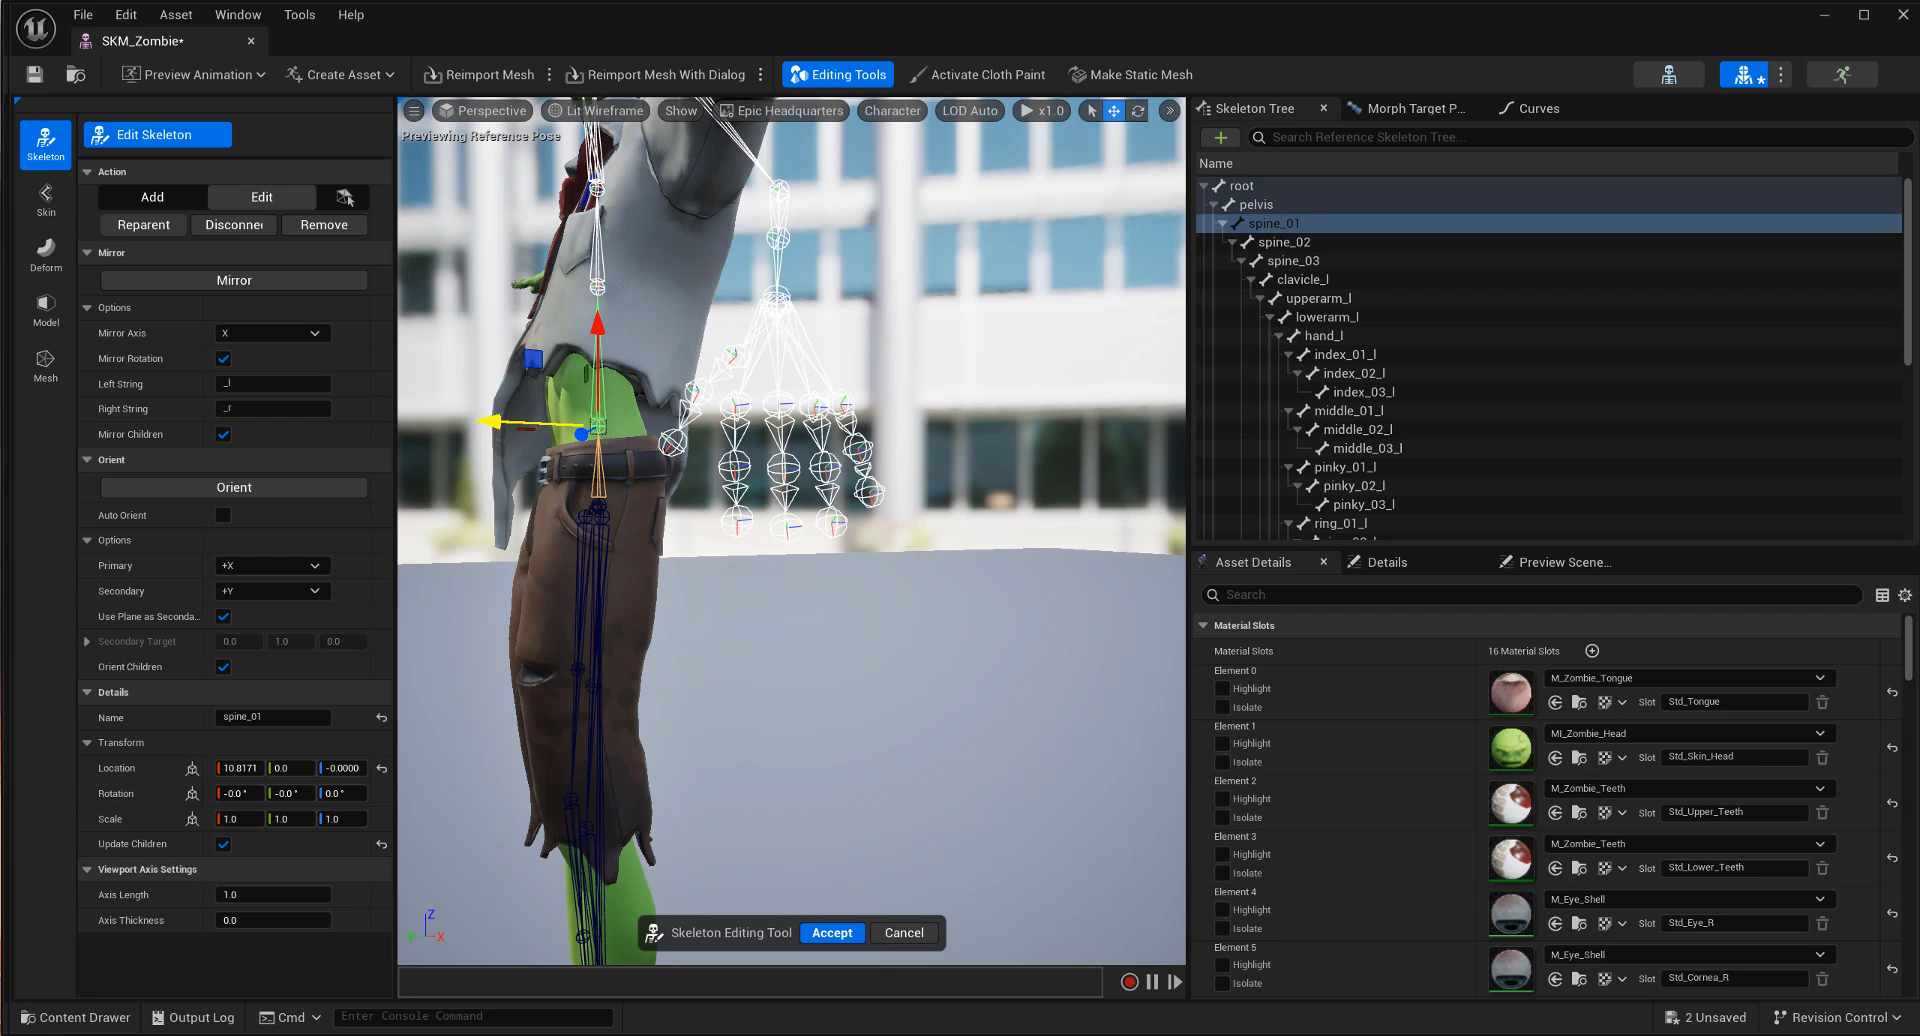 File Edit Asset Window Tools Help
SKM_Zombie*
Preview Animation Create Asset Reimport Mesh Reimport Mesh With Dialog Editing Tools Activate Cloth Paint Make Static Mesh
Skeleton
Skin
Deform
Model
Mesh
Edit Skeleton
Action
Add Edit
Reparent Disconnec Remove
Mirror
Mirror
Options
Mirror Axis X
Mirror Rotation
Left String _l
Right String _r
Mirror Children
Orient
Orient
Auto Orient
Options
Primary +X
Secondary +Y
Use Plane as Seconda...
Secondary Target 0.0 1.0 0.0
Orient Children
Details
Name spine_01
Transform
Location 10.8171 0.0 -0.0000
Rotation -0.0° -0.0° 0.0°
Scale 1.0 1.0 1.0
Update Children
Viewport Axis Settings
Axis Length 1.0
Axis Thickness 0.0
Perspective Lit Wireframe Show Epic Headquarters Character LOD Auto x1.0
Previewing Reference Pose
Z
Y X
Skeleton Editing Tool Accept Cancel
Skeleton Tree Morph Target P... Curves
Search Reference Skeleton Tree...
Name
root
pelvis
spine_01
spine_02
spine_03
clavicle_l
upperarm_l
lowerarm_l
hand_l
index_01_l
index_02_l
index_03_l
middle_01_l
middle_02_l
middle_03_l
pinky_01_l
pinky_02_l
pinky_03_l
ring_01_l
Asset Details Details Preview Scene...
Search
Material Slots
Material Slots 16 Material Slots
Element 0
Highlight
Isolate
M_Zombie_Tongue
Slot Std_Tongue
Element 1
Highlight
Isolate
MI_Zombie_Head
Slot Std_Skin_Head
Element 2
Highlight
Isolate
M_Zombie_Teeth
Slot Std_Upper_Teeth
Element 3
Highlight
Isolate
M_Zombie_Teeth
Slot Std_Lower_Teeth
Element 4
Highlight
Isolate
M_Eye_Shell
Slot Std_Eye_R
Element 5
Highlight
Isolate
M_Eye_Shell
Slot Std_Cornea_R
Content Drawer Output Log Cmd Enter Console Command 2 Unsaved Revision Control